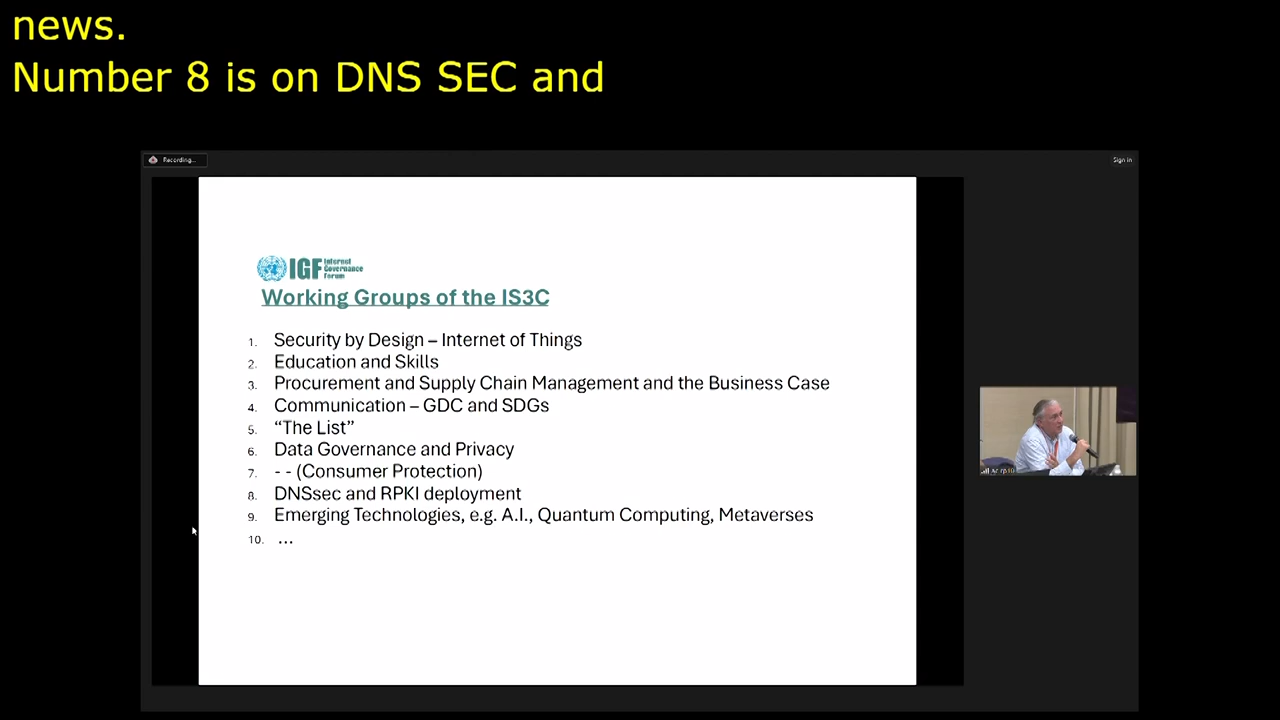 news.
Number 8 is on DNS SEC and
Recording...
Sign in
IGF Internet
Governance
Forum
Working Groups of the IS3C
1. Security by Design – Internet of Things
2. Education and Skills
3. Procurement and Supply Chain Management and the Business Case
4. Communication – GDC and SDGs
5. “The List”
6. Data Governance and Privacy
7. - - (Consumer Protection)
8. DNSsec and RPKI deployment
9. Emerging Technologies, e.g. A.I., Quantum Computing, Metaverses
10. ...